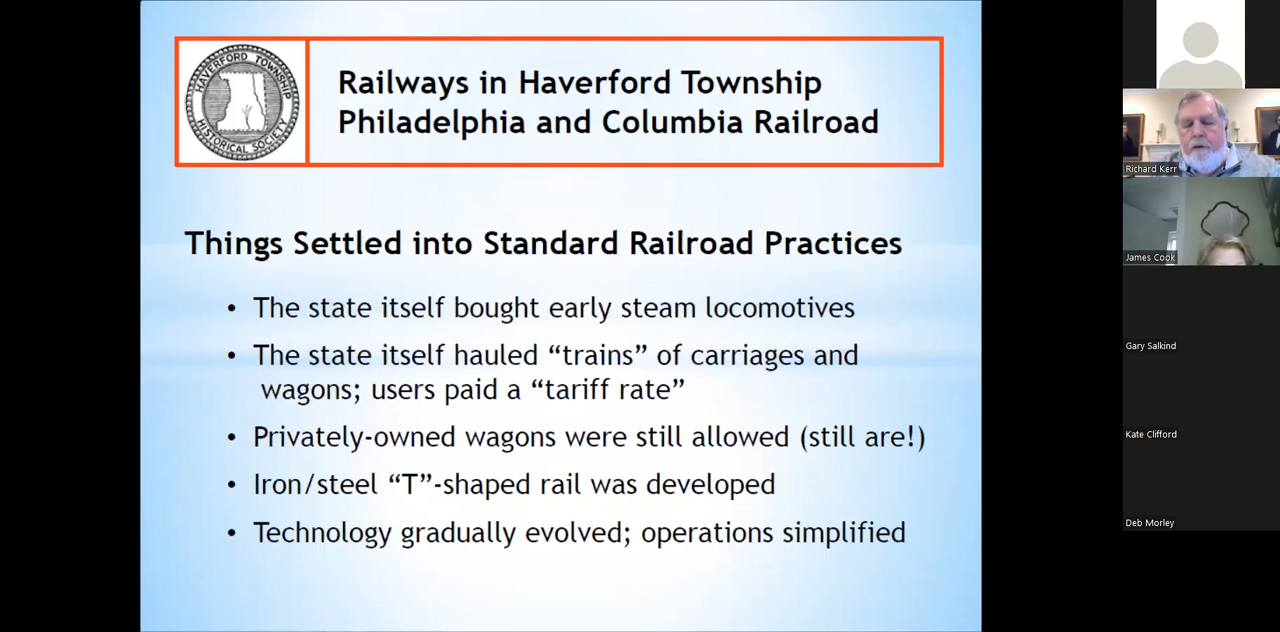 HAVERFORD TOWNSHIP
HISTORICAL SOCIETY
Railways in Haverford Township
Philadelphia and Columbia Railroad
Things Settled into Standard Railroad Practices
• The state itself bought early steam locomotives
• The state itself hauled “trains” of carriages and
wagons; users paid a “tariff rate”
• Privately-owned wagons were still allowed (still are!)
• Iron/steel “T”-shaped rail was developed
• Technology gradually evolved; operations simplified
Richard Kerr
James Cook
Gary Salkind
Kate Clifford
Deb Morley